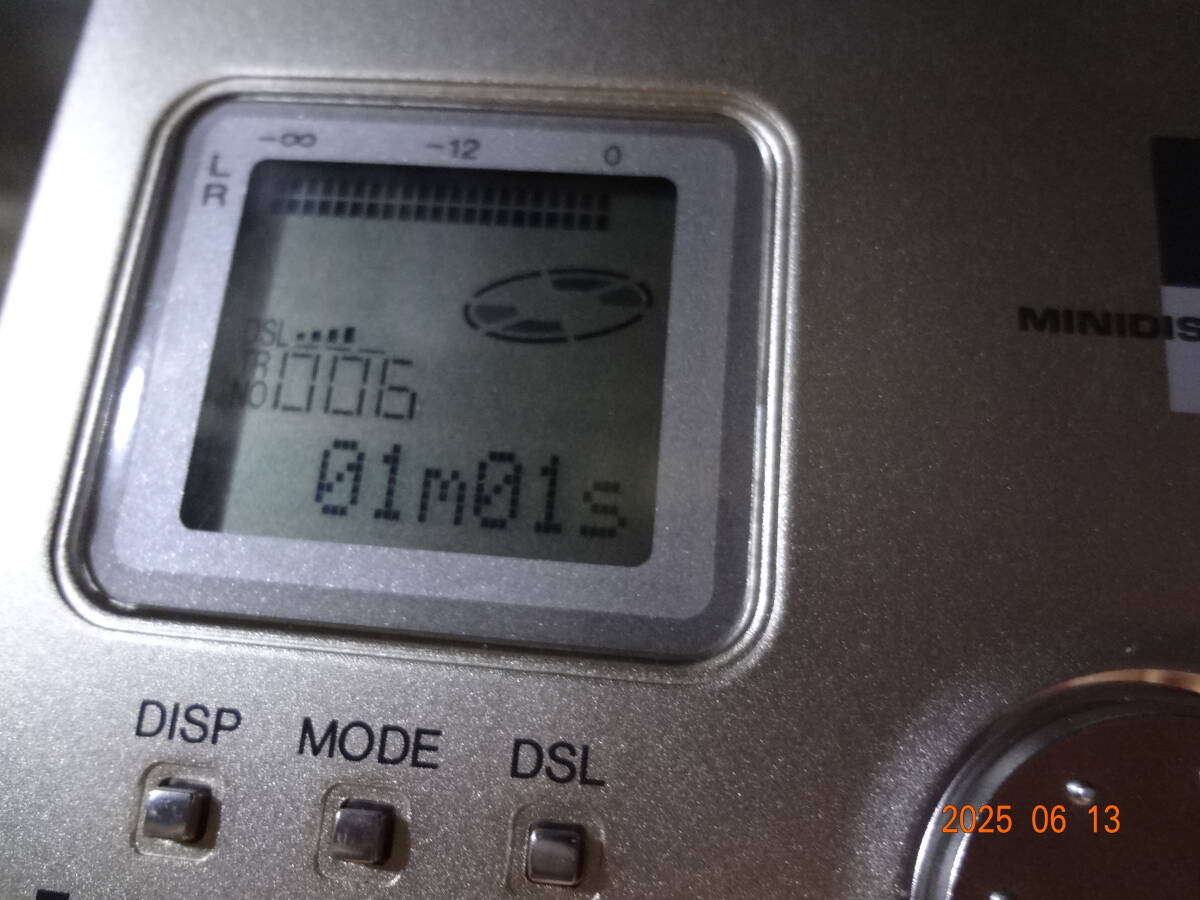 -∞ -12 0
L
R
DSL
TR 006
NO
01m01s
MINIDIS
DISP MODE DSL
2025 06 13